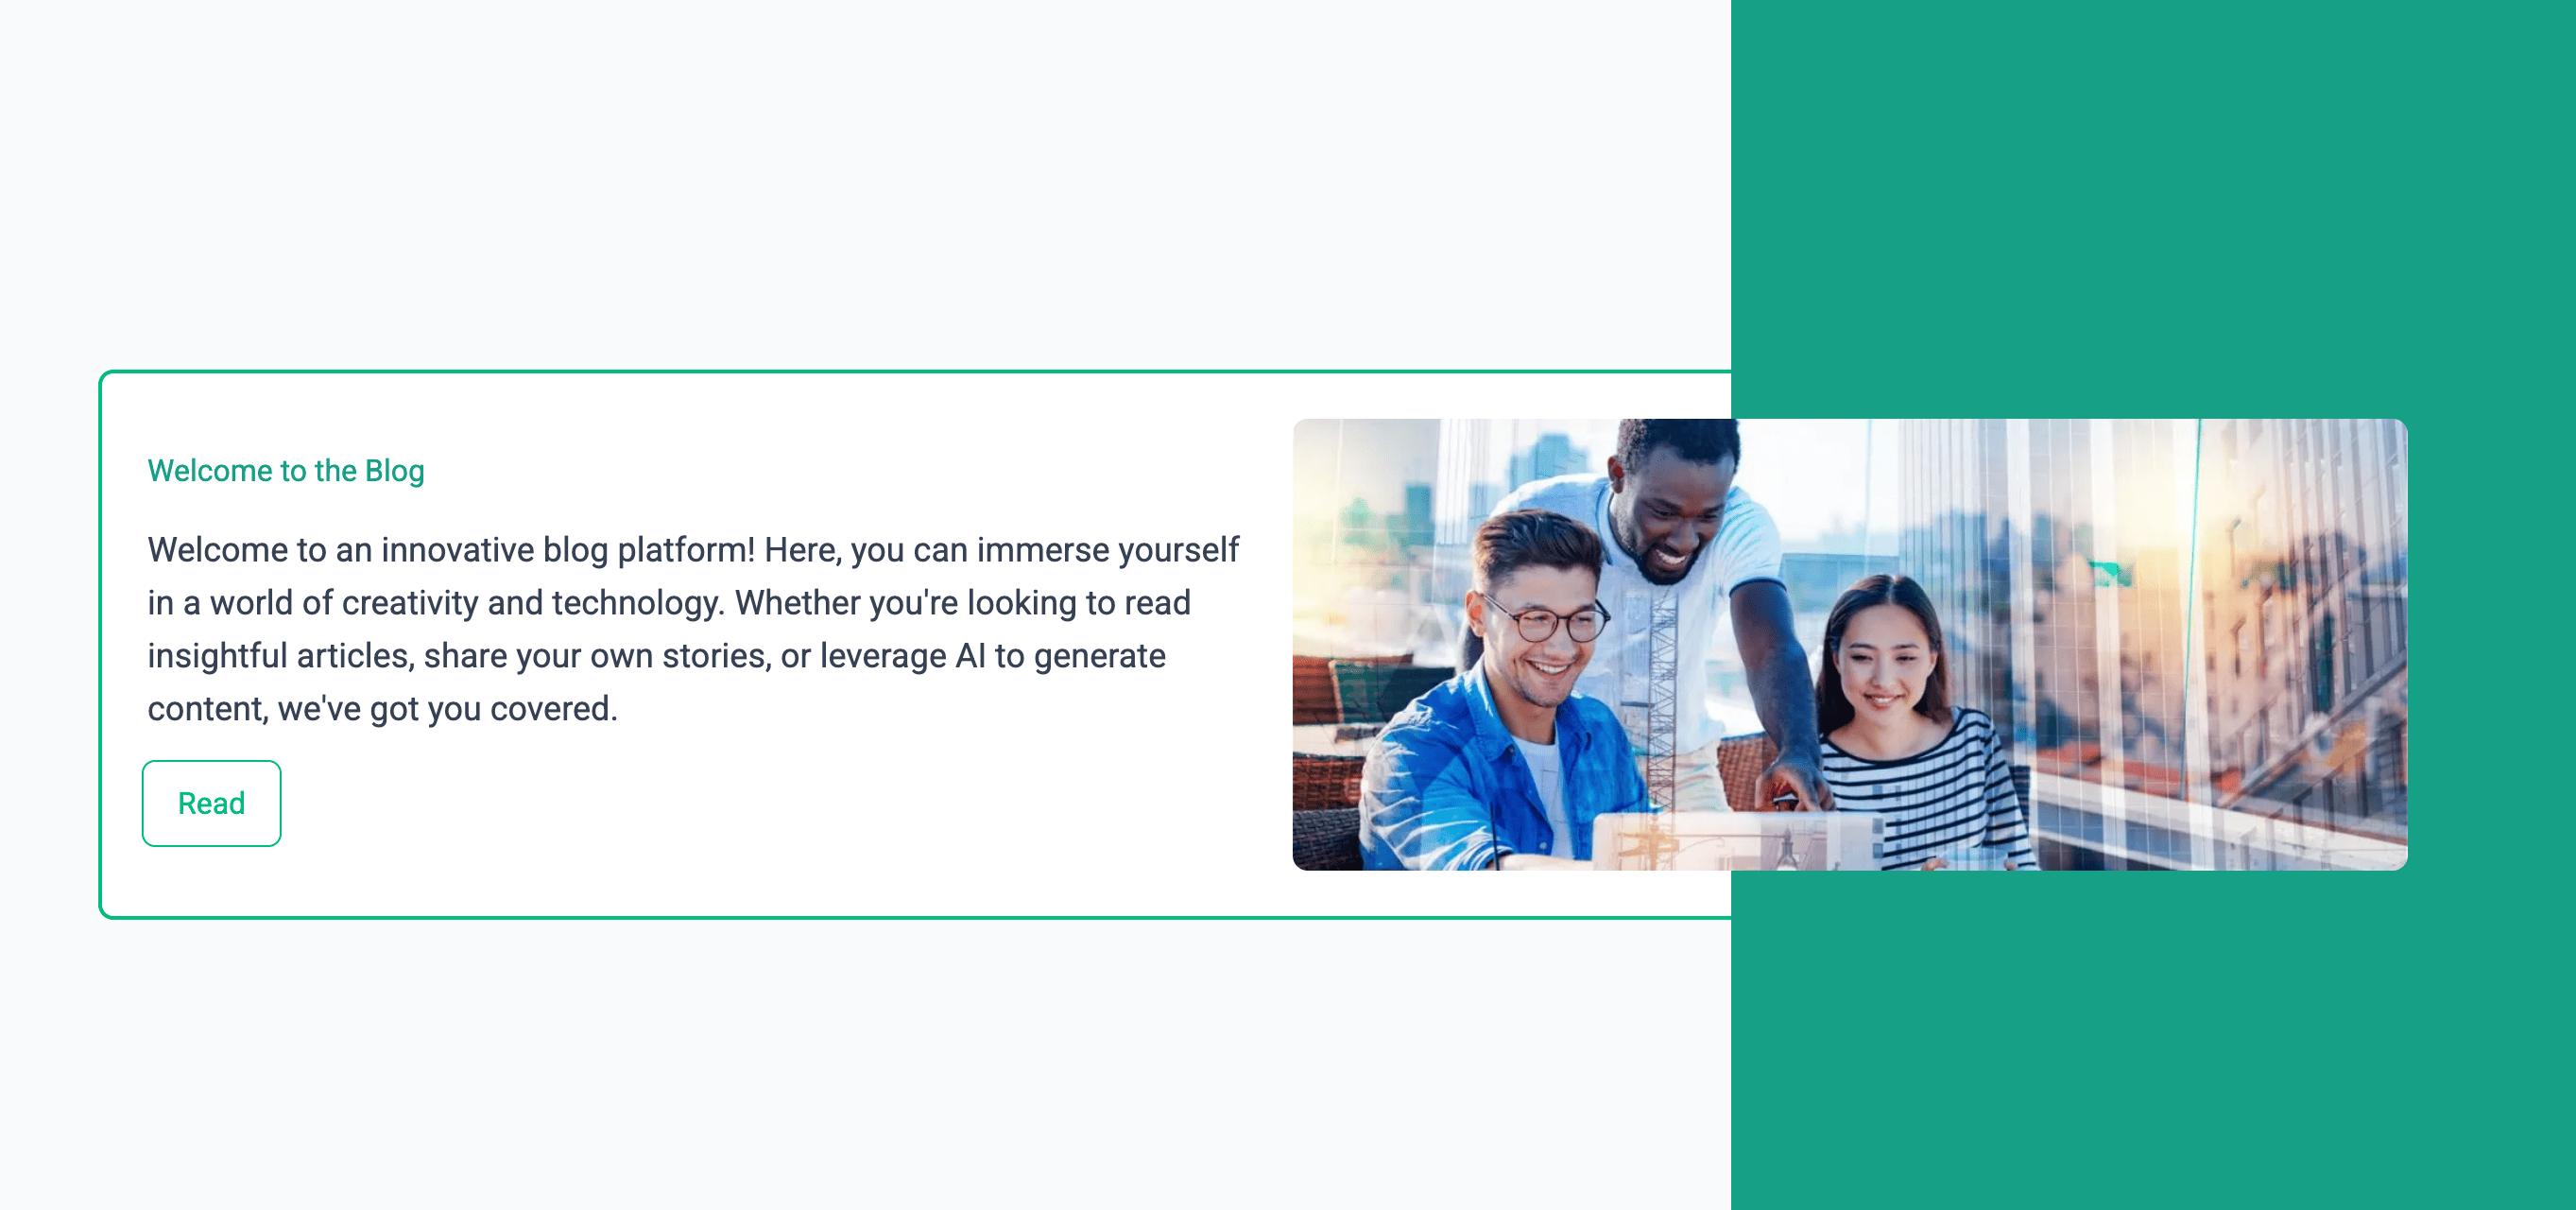 Welcome to the Blog
Welcome to an innovative blog platform! Here, you can immerse yourself
in a world of creativity and technology. Whether you're looking to read
insightful articles, share your own stories, or leverage AI to generate
content, we've got you covered.
Read